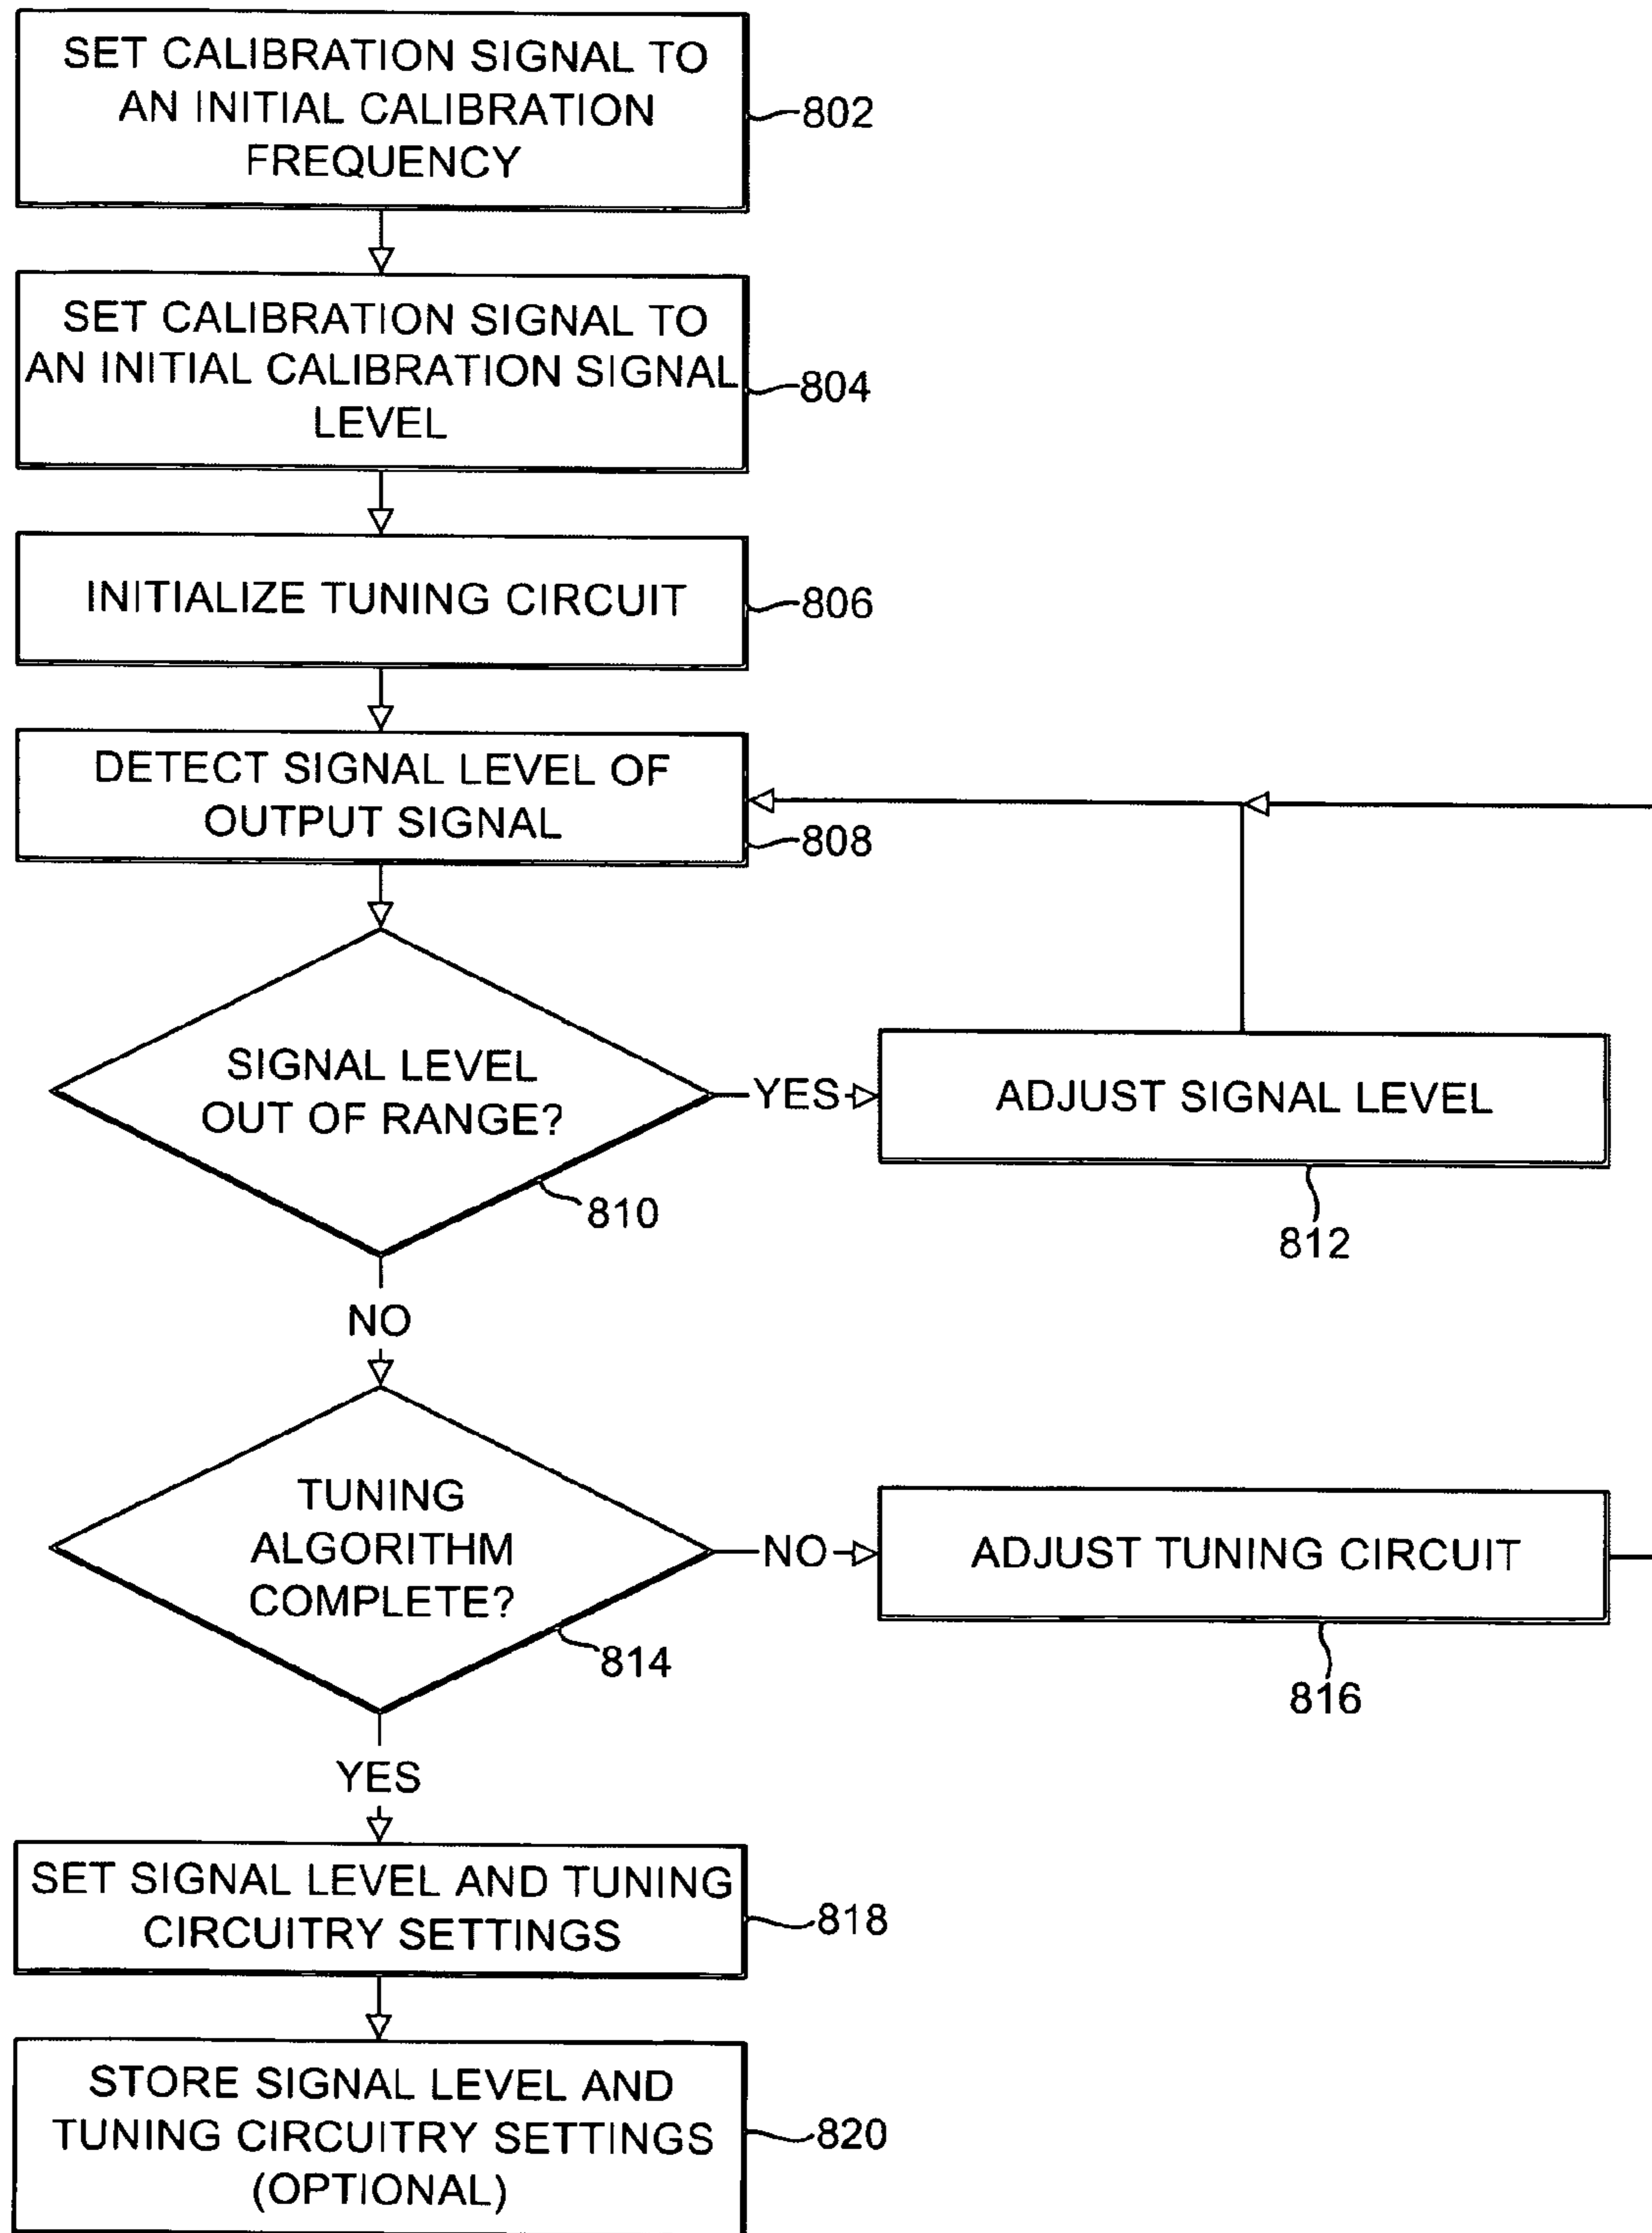 SET CALIBRATION SIGNAL TO
AN INITIAL CALIBRATION
FREQUENCY
802
SET CALIBRATION SIGNAL TO
AN INITIAL CALIBRATION SIGNAL
LEVEL
804
INITIALIZE TUNING CIRCUIT
806
DETECT SIGNAL LEVEL OF
OUTPUT SIGNAL
808
SIGNAL LEVEL
OUT OF RANGE?
810
YES
ADJUST SIGNAL LEVEL
812
NO
TUNING
ALGORITHM
COMPLETE?
814
NO
ADJUST TUNING CIRCUIT
816
YES
SET SIGNAL LEVEL AND TUNING
CIRCUITRY SETTINGS
818
STORE SIGNAL LEVEL AND
TUNING CIRCUITRY SETTINGS
(OPTIONAL)
820